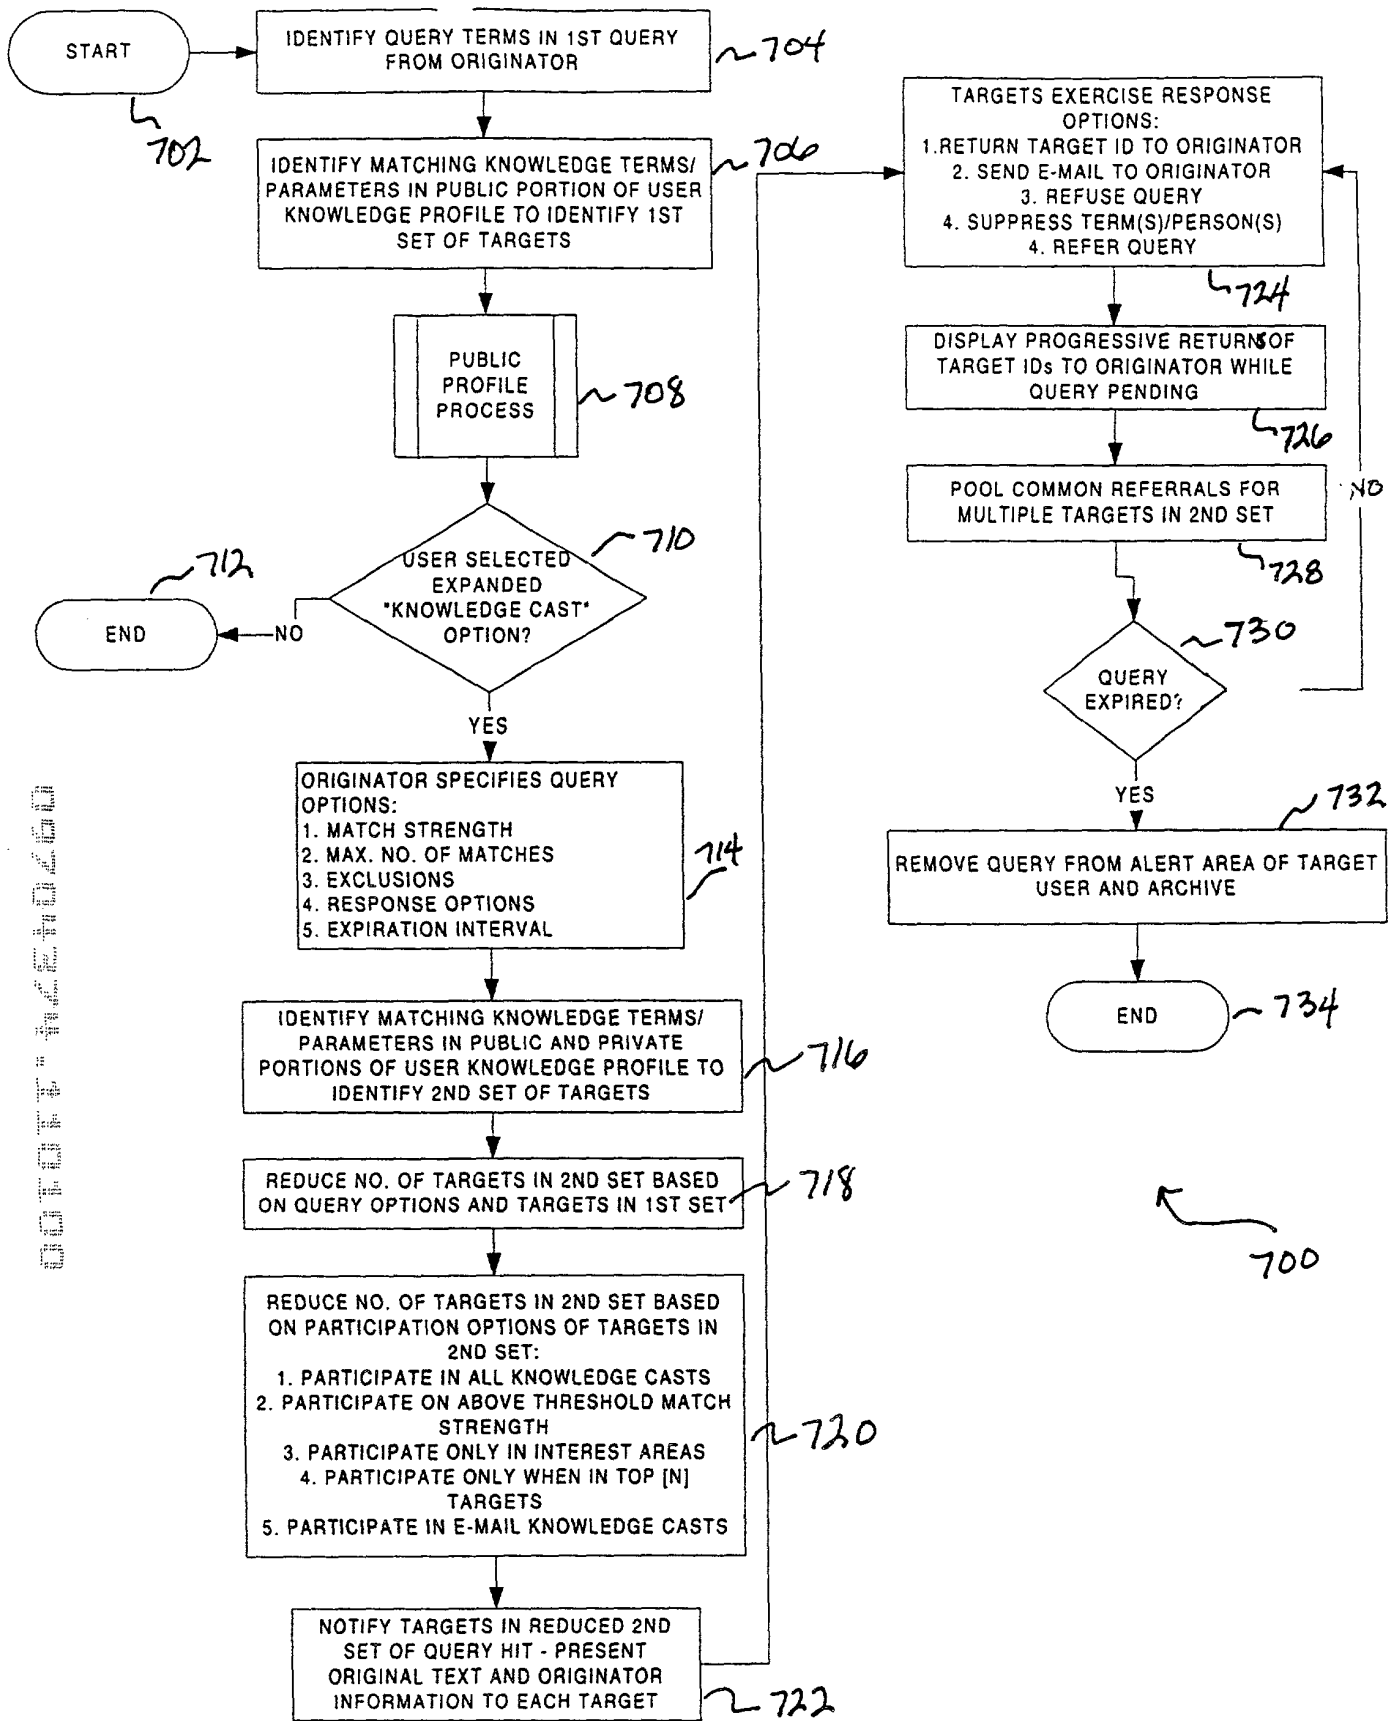 START
702
IDENTIFY QUERY TERMS IN 1ST QUERY
FROM ORIGINATOR
704
IDENTIFY MATCHING KNOWLEDGE TERMS/
PARAMETERS IN PUBLIC PORTION OF USER
KNOWLEDGE PROFILE TO IDENTIFY 1ST
SET OF TARGETS
706
PUBLIC
PROFILE
PROCESS
708
USER SELECTED
EXPANDED
"KNOWLEDGE CAST"
OPTION?
710
NO
END
712
YES
ORIGINATOR SPECIFIES QUERY
OPTIONS:
1. MATCH STRENGTH
2. MAX. NO. OF MATCHES
3. EXCLUSIONS
4. RESPONSE OPTIONS
5. EXPIRATION INTERVAL
714
IDENTIFY MATCHING KNOWLEDGE TERMS/
PARAMETERS IN PUBLIC AND PRIVATE
PORTIONS OF USER KNOWLEDGE PROFILE TO
IDENTIFY 2ND SET OF TARGETS
716
REDUCE NO. OF TARGETS IN 2ND SET BASED
ON QUERY OPTIONS AND TARGETS IN 1ST SET
718
REDUCE NO. OF TARGETS IN 2ND SET BASED
ON PARTICIPATION OPTIONS OF TARGETS IN
2ND SET:
1. PARTICIPATE IN ALL KNOWLEDGE CASTS
2. PARTICIPATE ON ABOVE THRESHOLD MATCH
STRENGTH
3. PARTICIPATE ONLY IN INTEREST AREAS
4. PARTICIPATE ONLY WHEN IN TOP [N]
TARGETS
5. PARTICIPATE IN E-MAIL KNOWLEDGE CASTS
720
NOTIFY TARGETS IN REDUCED 2ND
SET OF QUERY HIT - PRESENT
ORIGINAL TEXT AND ORIGINATOR
INFORMATION TO EACH TARGET
722
TARGETS EXERCISE RESPONSE
OPTIONS:
1.RETURN TARGET ID TO ORIGINATOR
2. SEND E-MAIL TO ORIGINATOR
3. REFUSE QUERY
4. SUPPRESS TERM(S)/PERSON(S)
4. REFER QUERY
724
DISPLAY PROGRESSIVE RETURNS OF
TARGET IDs TO ORIGINATOR WHILE
QUERY PENDING
726
POOL COMMON REFERRALS FOR
MULTIPLE TARGETS IN 2ND SET
728
QUERY
EXPIRED?
730
NO
YES
REMOVE QUERY FROM ALERT AREA OF TARGET
USER AND ARCHIVE
732
END
734
700